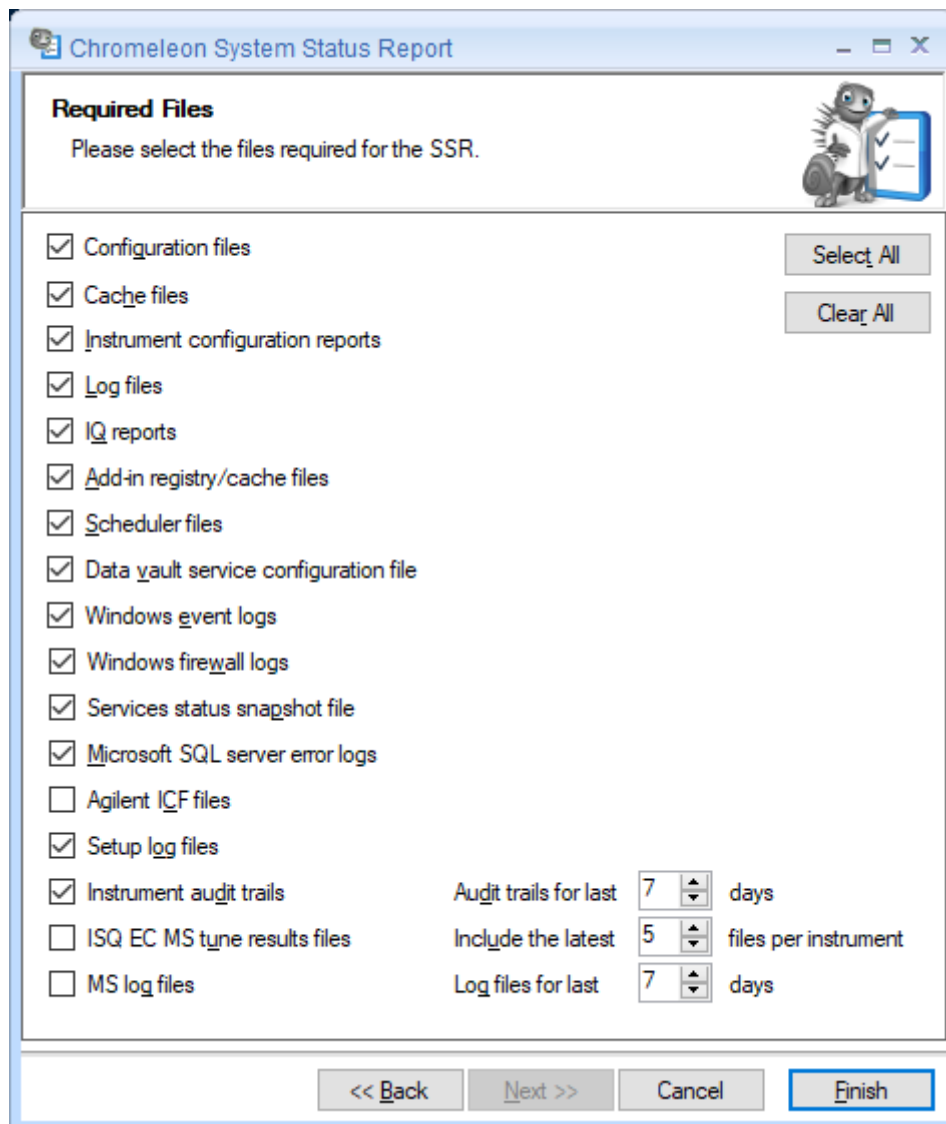 Chromeleon System Status Report
Required Files
Please select the files required for the SSR.
Configuration files
Select All
Cache files
Clear All
Instrument configuration reports
Log files
IQ reports
Add-in registry/cache files
Scheduler files
Data vault service configuration file
Windows event logs
Windows firewall logs
Services status snapshot file
Microsoft SQL server error logs
Agilent ICF files
Setup log files
Instrument audit trails Audit trails for last 7 days
ISQ EC MS tune results files Include the latest 5 files per instrument
MS log files Log files for last 7 days
<< Back Next >> Cancel Finish